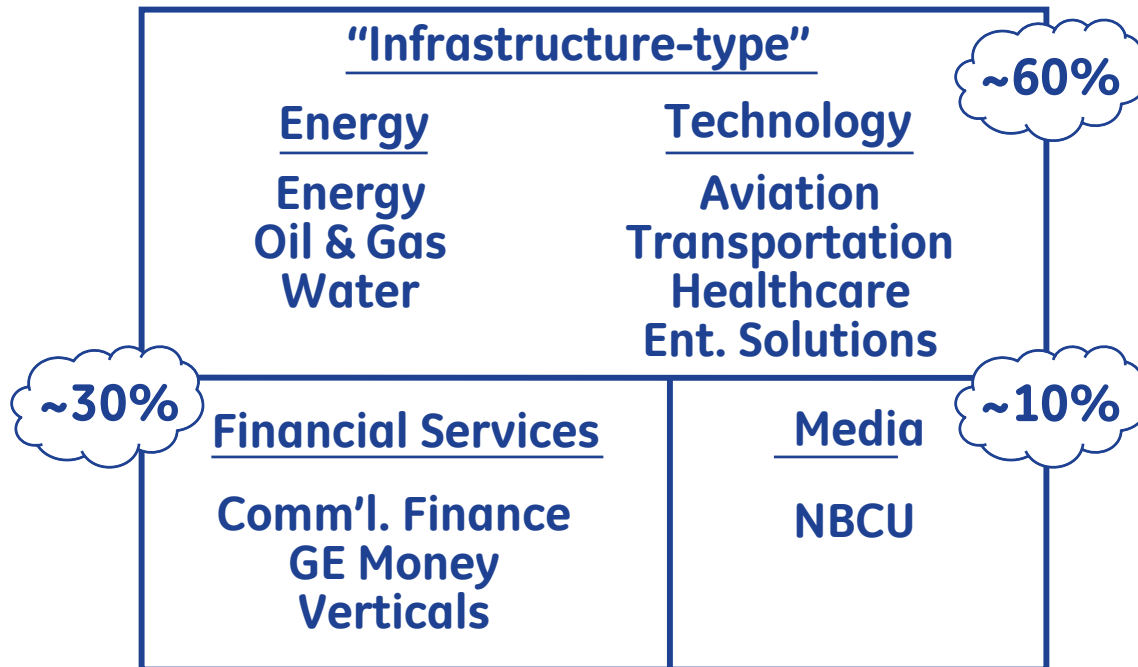 “Infrastructure-type”
~60%
Energy
Energy
Oil & Gas
Water
Technology
Aviation
Transportation
Healthcare
Ent. Solutions
~30%
Financial Services
Comm’l. Finance
GE Money
Verticals
~10%
Media
NBCU